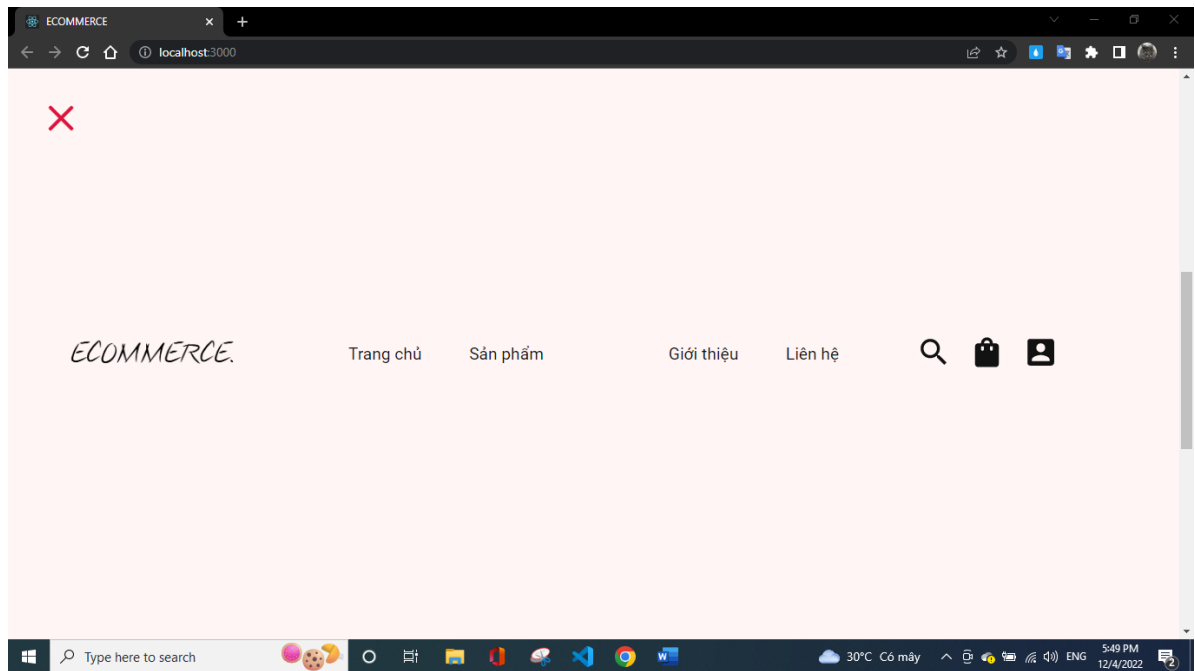 ECOMMERCE
localhost:3000
ECOMMERCE. Trang chủ Sản phẩm Giới thiệu Liên hệ
Type here to search 30°C Có mây ENG 5:49 PM
12/4/2022
2